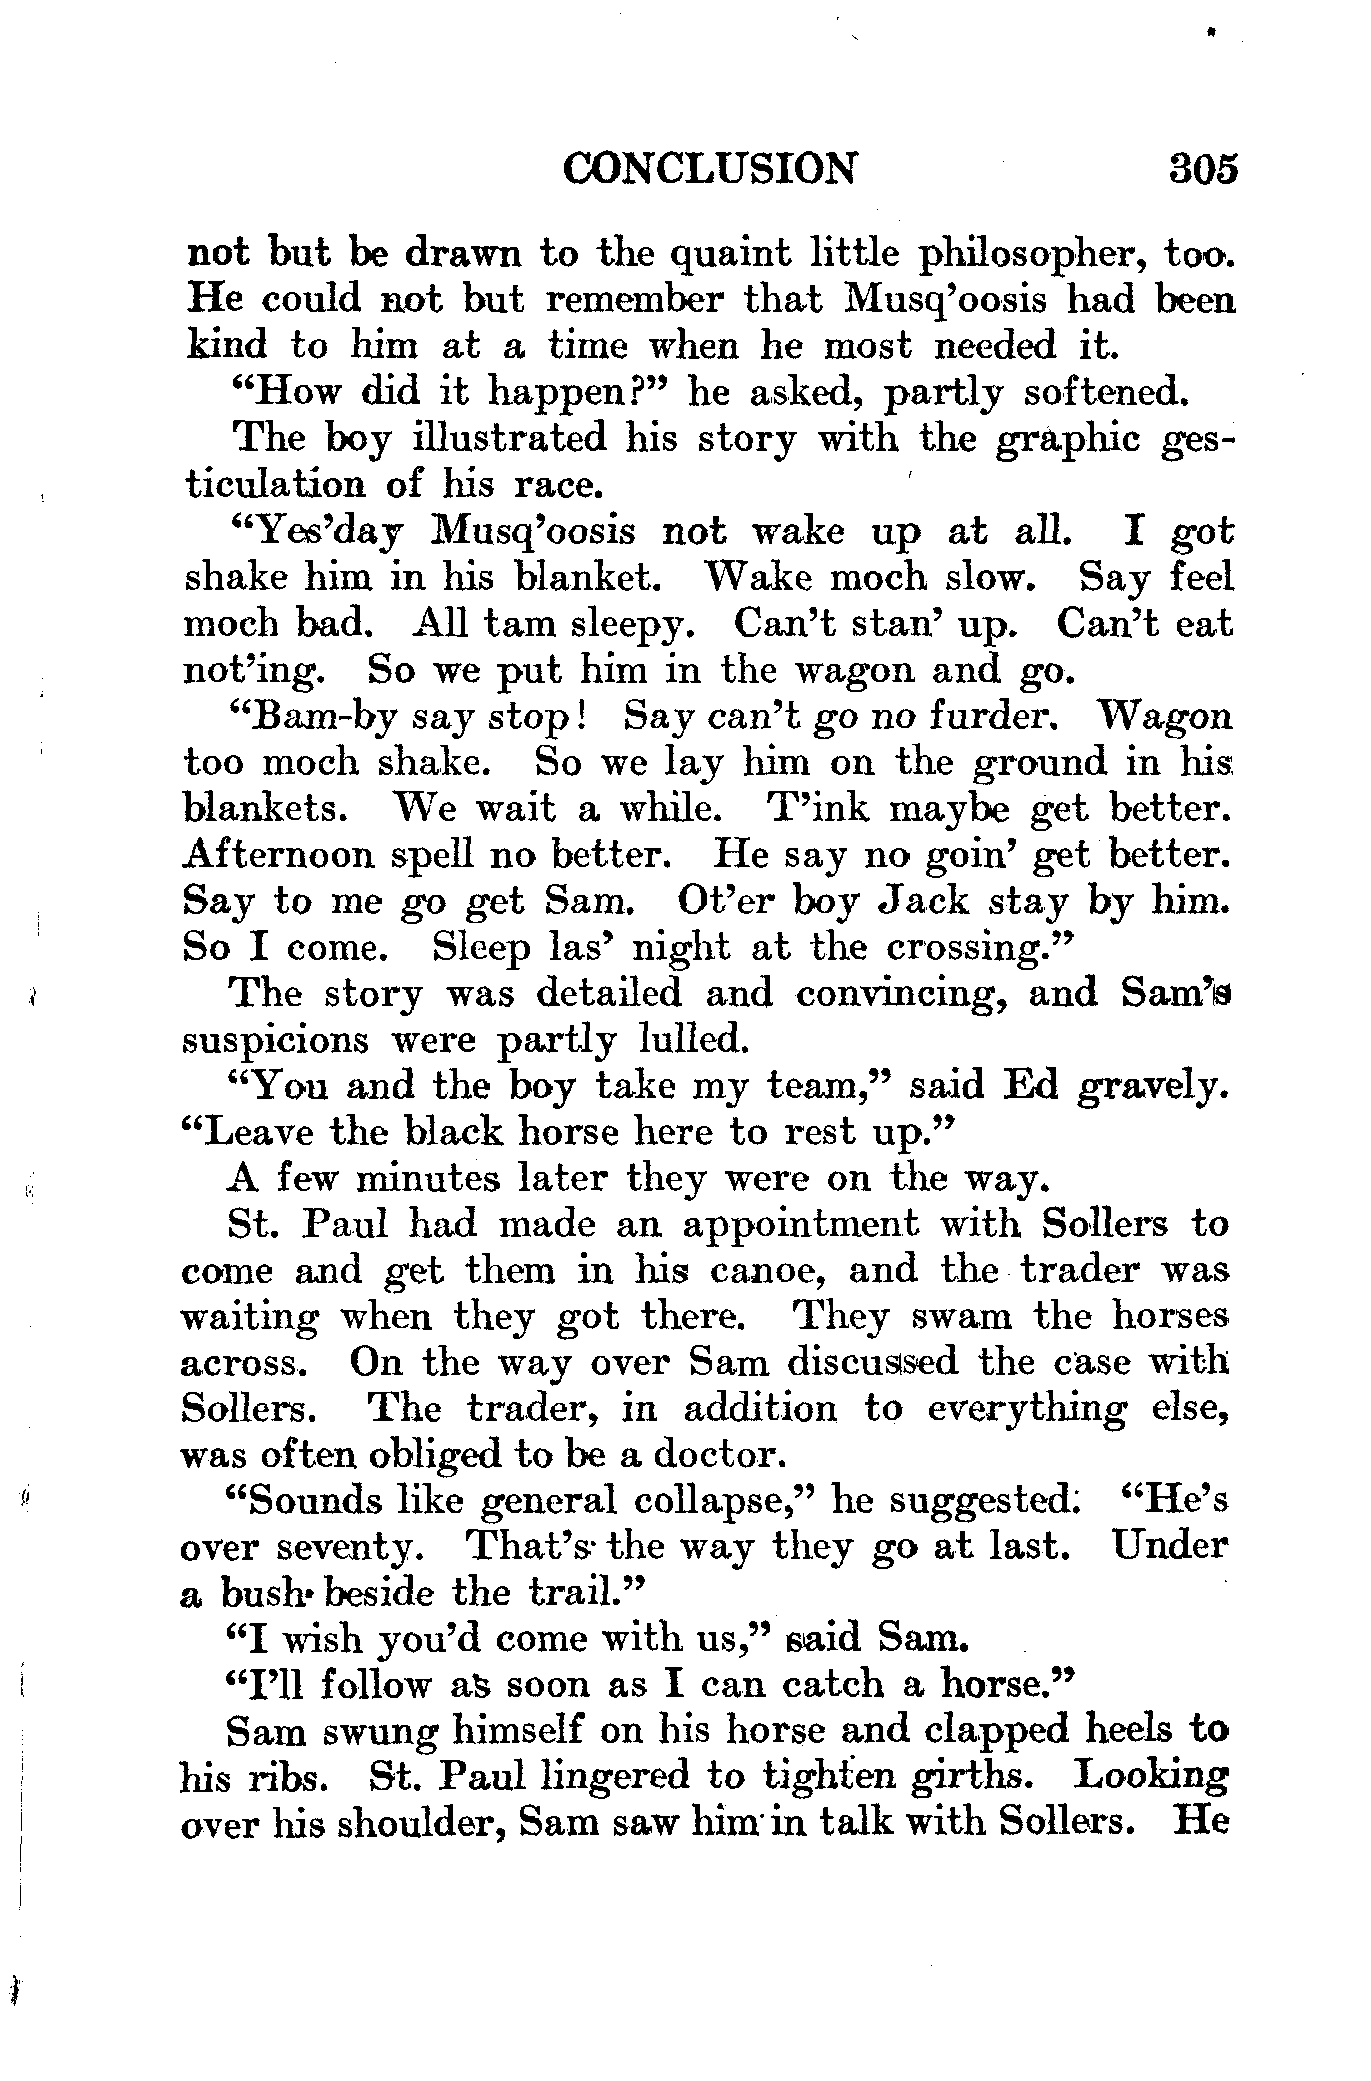 CONCLUSION 305
not but be drawn to the quaint little philosopher, too.
He could not but remember that Musq'oosis had been
kind to him at a time when he most needed it.
“How did it happen?” he asked, partly softened.
The boy illustrated his story with the graphic ges-
ticulation of his race.
“Yes'day Musq'oosis not wake up at all. I got
shake him in his blanket. Wake moch slow. Say feel
moch bad. All tam sleepy. Can't stan' up. Can't eat
not'ing. So we put him in the wagon and go.
“Bam-by say stop! Say can't go no furder. Wagon
too moch shake. So we lay him on the ground in his
blankets. We wait a while. T'ink maybe get better.
Afternoon spell no better. He say no goin' get better.
Say to me go get Sam. Ot'er boy Jack stay by him.
So I come. Sleep las' night at the crossing.”
The story was detailed and convincing, and Sam's
suspicions were partly lulled.
“You and the boy take my team,” said Ed gravely.
“Leave the black horse here to rest up.”
A few minutes later they were on the way.
St. Paul had made an appointment with Sollers to
come and get them in his canoe, and the trader was
waiting when they got there. They swam the horses
across. On the way over Sam discussed the case with
Sollers. The trader, in addition to everything else,
was often obliged to be a doctor.
“Sounds like general collapse,” he suggested: “He's
over seventy. That's the way they go at last. Under
a bush beside the trail.”
“I wish you'd come with us,” said Sam.
“I'll follow as soon as I can catch a horse.”
Sam swung himself on his horse and clapped heels to
his ribs. St. Paul lingered to tighten girths. Looking
over his shoulder, Sam saw him in talk with Sollers. He